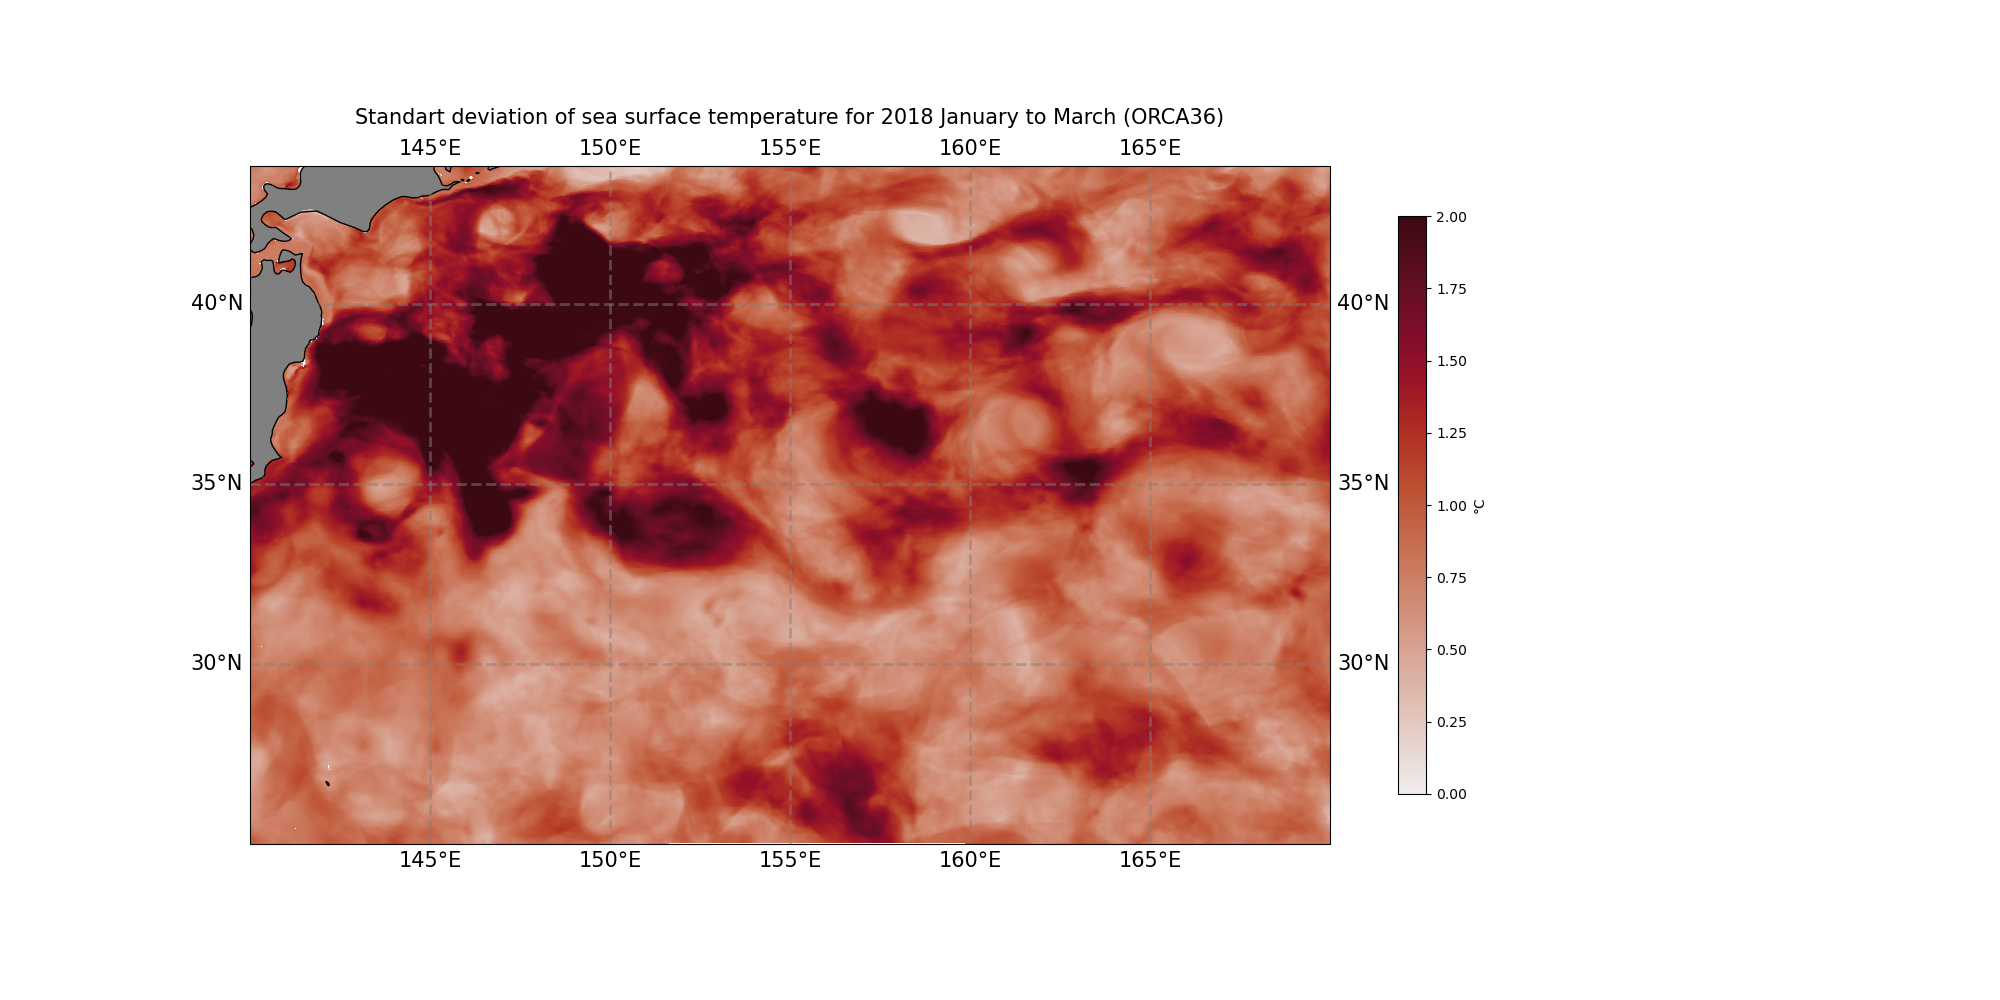 Standart deviation of sea surface temperature for 2018 January to March (ORCA36)
145°E 150°E 155°E 160°E 165°E
2.00
1.75
40°N 40°N
1.50
1.25
35°N 35°N
1.00
°C
0.75
30°N 30°N
0.50
0.25
0.00
145°E 150°E 155°E 160°E 165°E